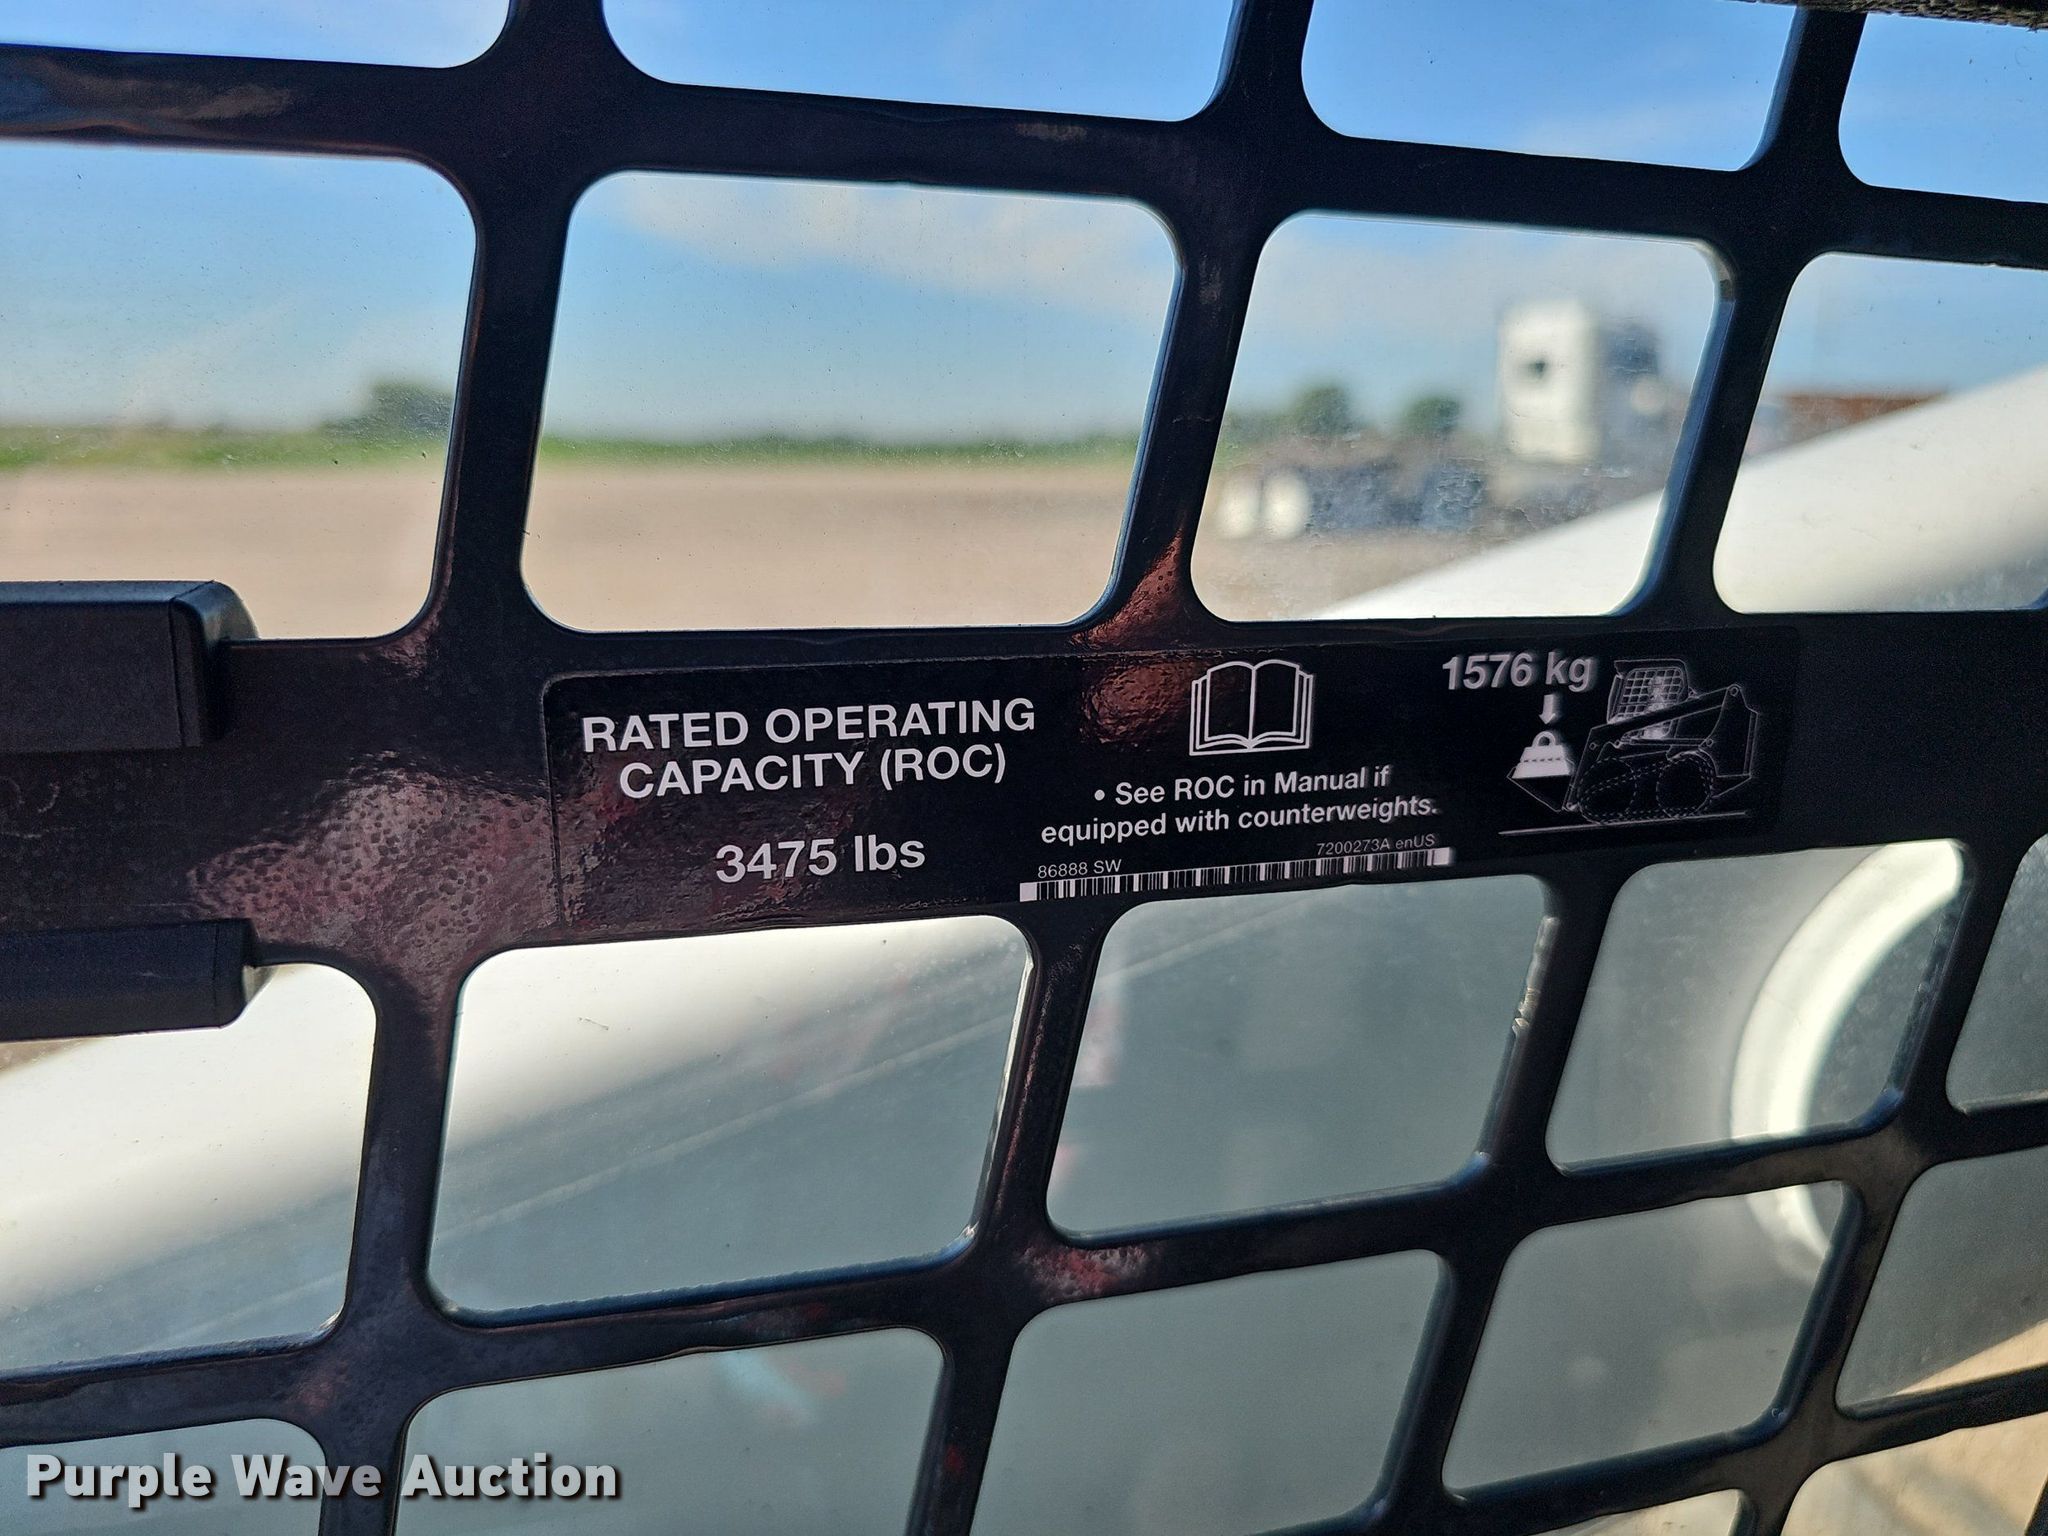 RATED OPERATING
CAPACITY (ROC)
3475 lbs
• See ROC in Manual if
equipped with counterweights.
86888 SW
7200273A enUS
1576 kg
Purple Wave Auction